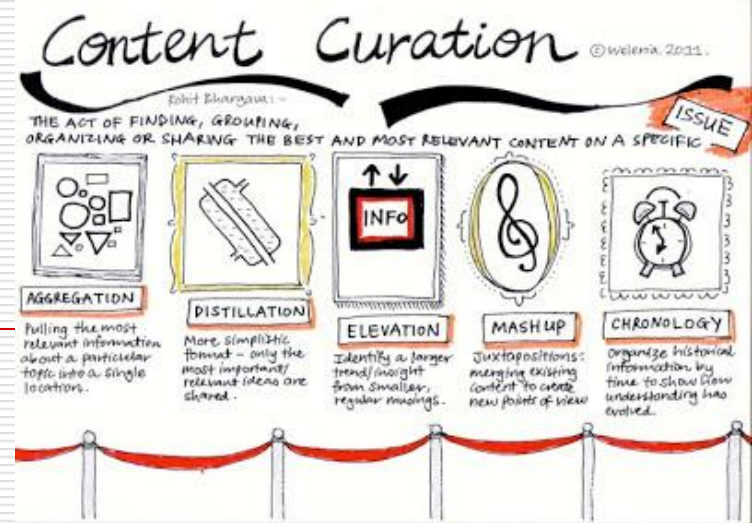 Content Curation © Welenia. 2011.
Rohit Bhargava: -
THE ACT OF FINDING, GROUPING,
ORGANIZING OR SHARING THE BEST AND MOST RELEVANT CONTENT ON A SPECIFIC
ISSUE
INFO
AGGREGATION
Pulling the most
relevant information
about a particular
topic into a single
location.
DISTILLATION
More simplistic
format - only the
most important/
relevant ideas are
shared.
ELEVATION
Identify a larger
trend/insight
from smaller,
regular musings.
MASHUP
Juxtapositions:
merging existing
content to create
new points of view
CHRONOLOGY
Organize historical
information by
time to show how
understanding has
evolved.